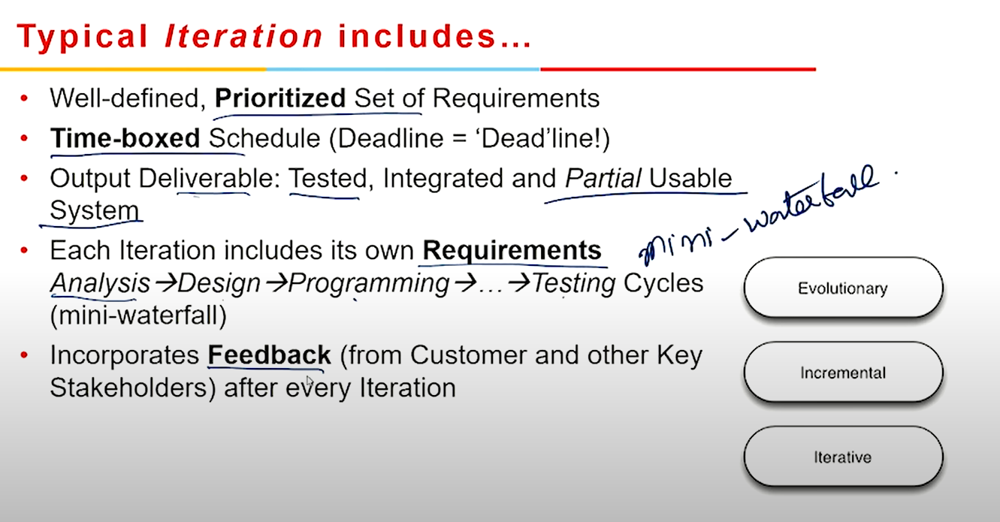 Typical Iteration includes...
• Well-defined, Prioritized Set of Requirements
• Time-boxed Schedule (Deadline = ‘Dead’line!)
• Output Deliverable: Tested, Integrated and Partial Usable
System
• Each Iteration includes its own Requirements
Analysis→Design→Programming→...→Testing Cycles
(mini-waterfall)
• Incorporates Feedback (from Customer and other Key
Stakeholders) after every Iteration
mini-waterfall.
Evolutionary
Incremental
Iterative